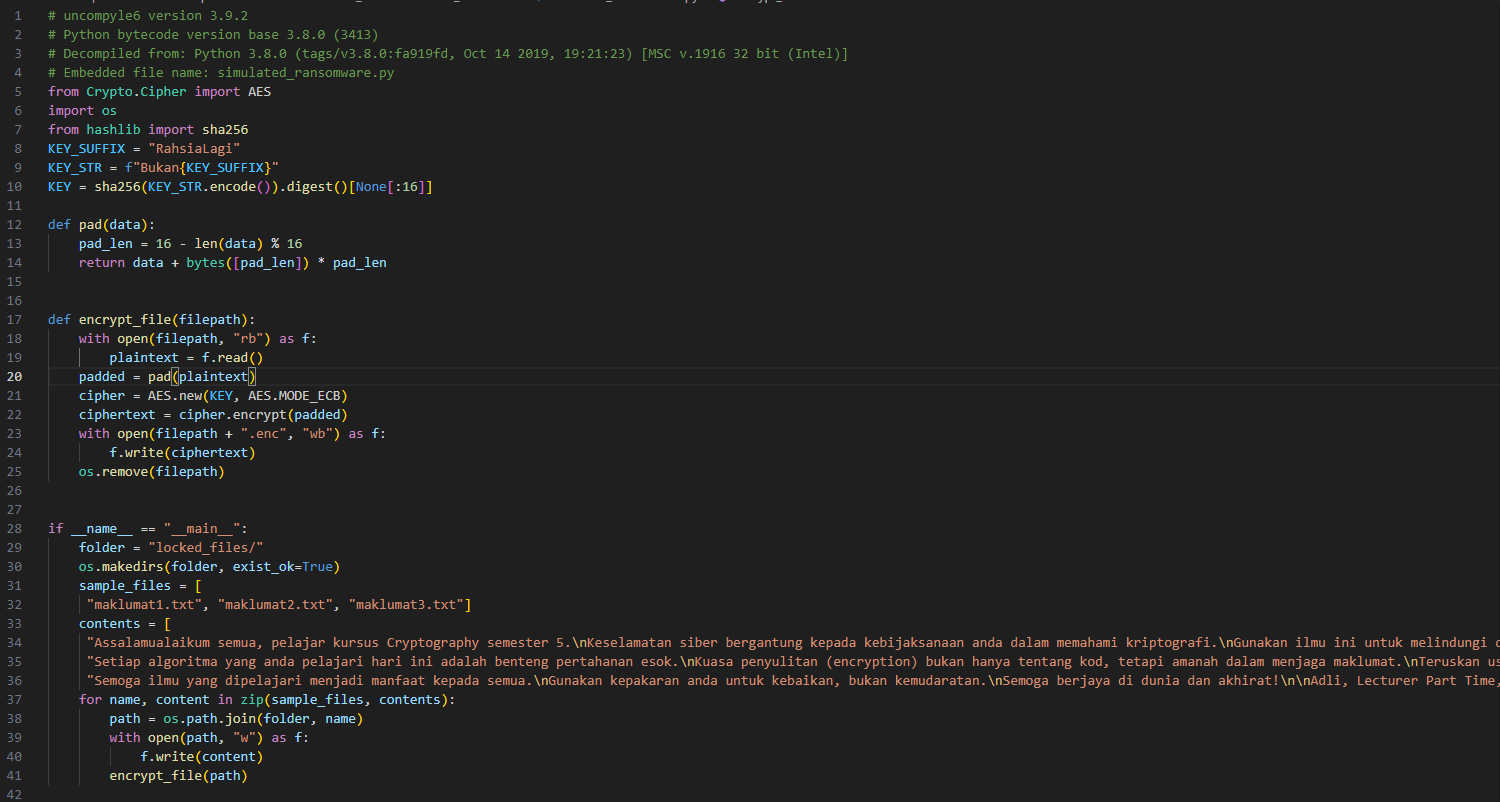 1 # uncompyle6 version 3.9.2
2 # Python bytecode version base 3.8.0 (3413)
3 # Decompiled from: Python 3.8.0 (tags/v3.8.0:fa919fd, Oct 14 2019, 19:21:23) [MSC v.1916 32 bit (Intel)]
4 # Embedded file name: simulated_ransomware.py
5 from Crypto.Cipher import AES
6 import os
7 from hashlib import sha256
8 KEY_SUFFIX = "RahsiaLagi"
9 KEY_STR = f"Bukan{KEY_SUFFIX}"
10 KEY = sha256(KEY_STR.encode()).digest()[None[:16]]
11
12 def pad(data):
13     pad_len = 16 - len(data) % 16
14     return data + bytes([pad_len]) * pad_len
15
16
17 def encrypt_file(filepath):
18     with open(filepath, "rb") as f:
19         plaintext = f.read()
20     padded = pad(plaintext)
21     cipher = AES.new(KEY, AES.MODE_ECB)
22     ciphertext = cipher.encrypt(padded)
23     with open(filepath + ".enc", "wb") as f:
24         f.write(ciphertext)
25     os.remove(filepath)
26
27
28 if __name__ == "__main__":
29     folder = "locked_files/"
30     os.makedirs(folder, exist_ok=True)
31     sample_files = [
32      "maklumat1.txt", "maklumat2.txt", "maklumat3.txt"]
33     contents = [
34      "Assalamualaikum semua, pelajar kursus Cryptography semester 5.\nKeselamatan siber bergantung kepada kebijaksanaan anda dalam memahami kriptografi.\nGunakan ilmu ini untuk melindungi
35      "Setiap algoritma yang anda pelajari hari ini adalah benteng pertahanan esok.\nKuasa penyulitan (encryption) bukan hanya tentang kod, tetapi amanah dalam menjaga maklumat.\nTeruskan us
36      "Semoga ilmu yang dipelajari menjadi manfaat kepada semua.\nGunakan kepakaran anda untuk kebaikan, bukan kemudaratan.\nSemoga berjaya di dunia dan akhirat!\n\nAdli, Lecturer Part Time,
37     for name, content in zip(sample_files, contents):
38         path = os.path.join(folder, name)
39         with open(path, "w") as f:
40             f.write(content)
41         encrypt_file(path)
42